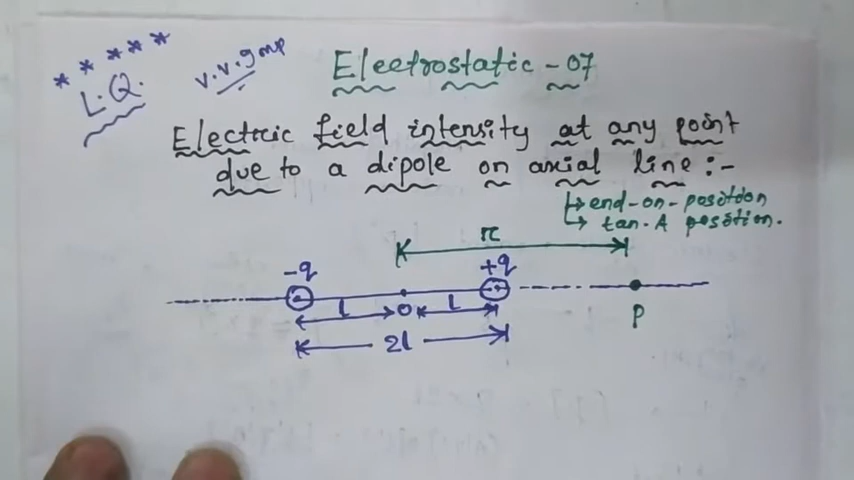 * * * * *
L.Q.
V.V.gmp
Electrostatic - 07
Electric field intensity at any point
due to a dipole on axial line :-
↳ end-on-position
↳ tan-A position.
r
-q +q
l O l
P
2l